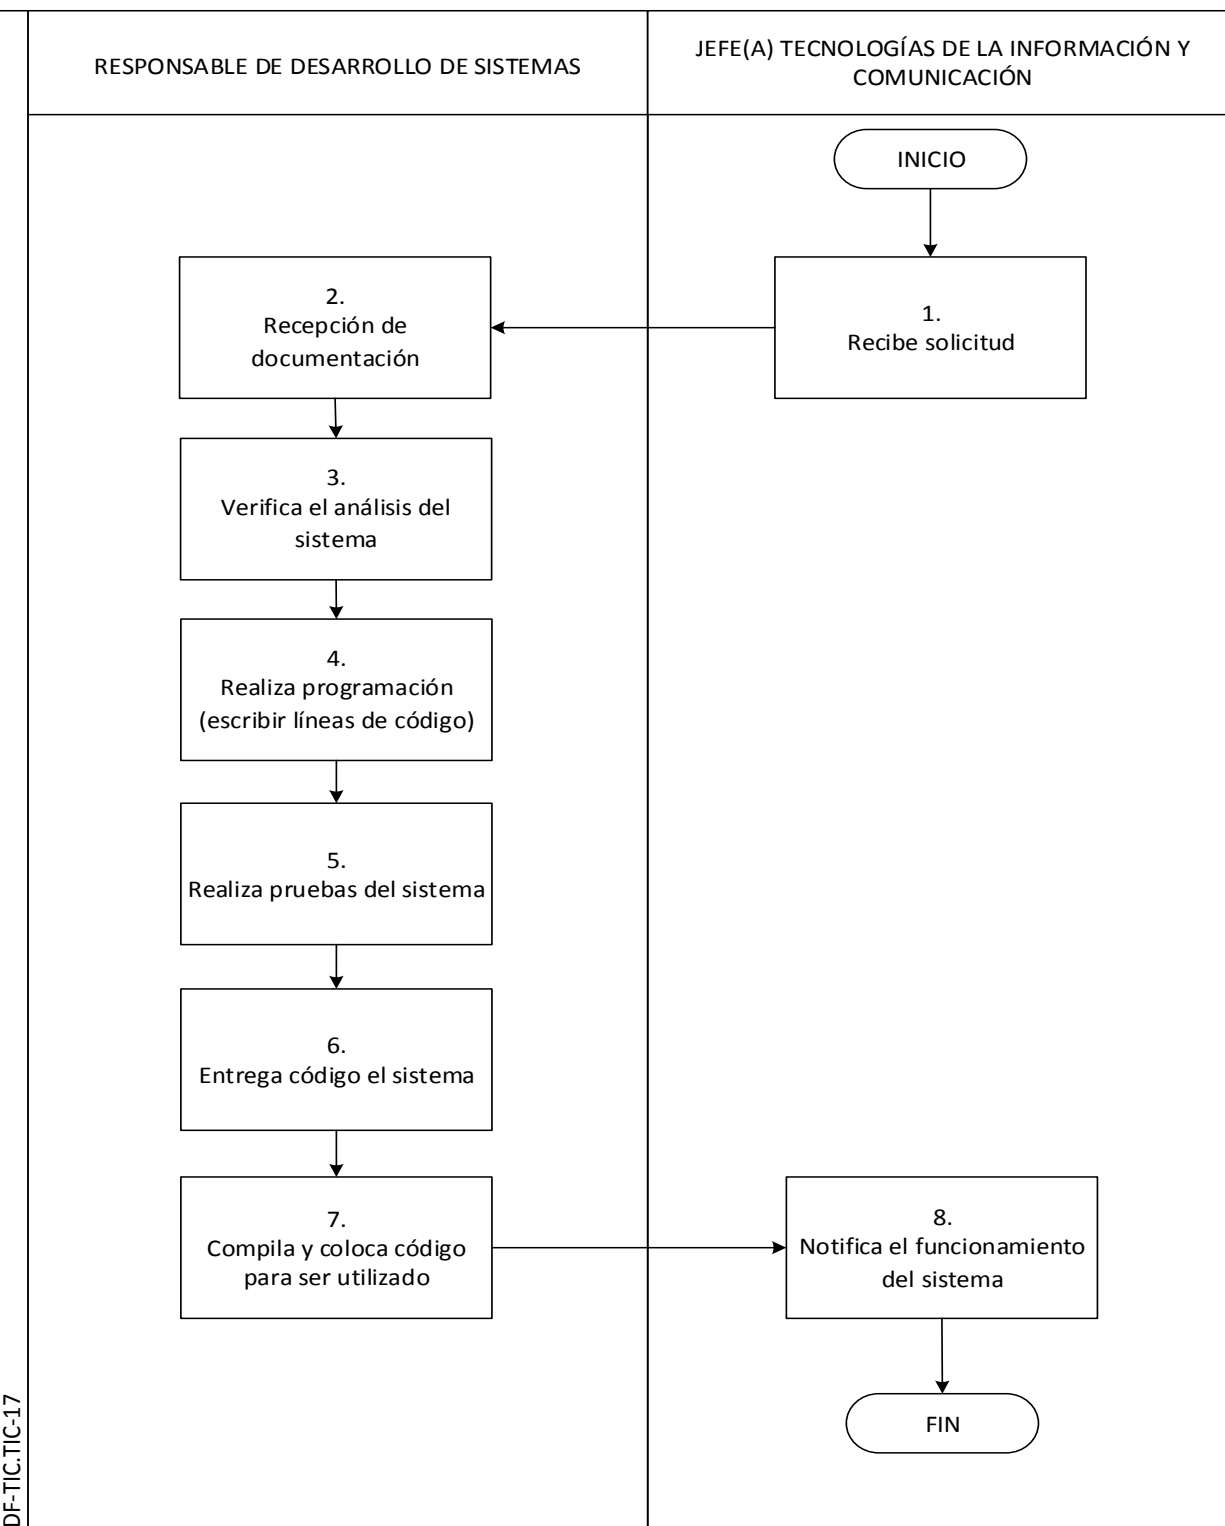 RESPONSABLE DE DESARROLLO DE SISTEMAS
JEFE(A) TECNOLOGÍAS DE LA INFORMACIÓN Y
COMUNICACIÓN
INICIO
1.
Recibe solicitud
2.
Recepción de
documentación
3.
Verifica el análisis del
sistema
4.
Realiza programación
(escribir líneas de código)
5.
Realiza pruebas del sistema
6.
Entrega código el sistema
7.
Compila y coloca código
para ser utilizado
8.
Notifica el funcionamiento
del sistema
FIN
DF-TIC.TIC-17